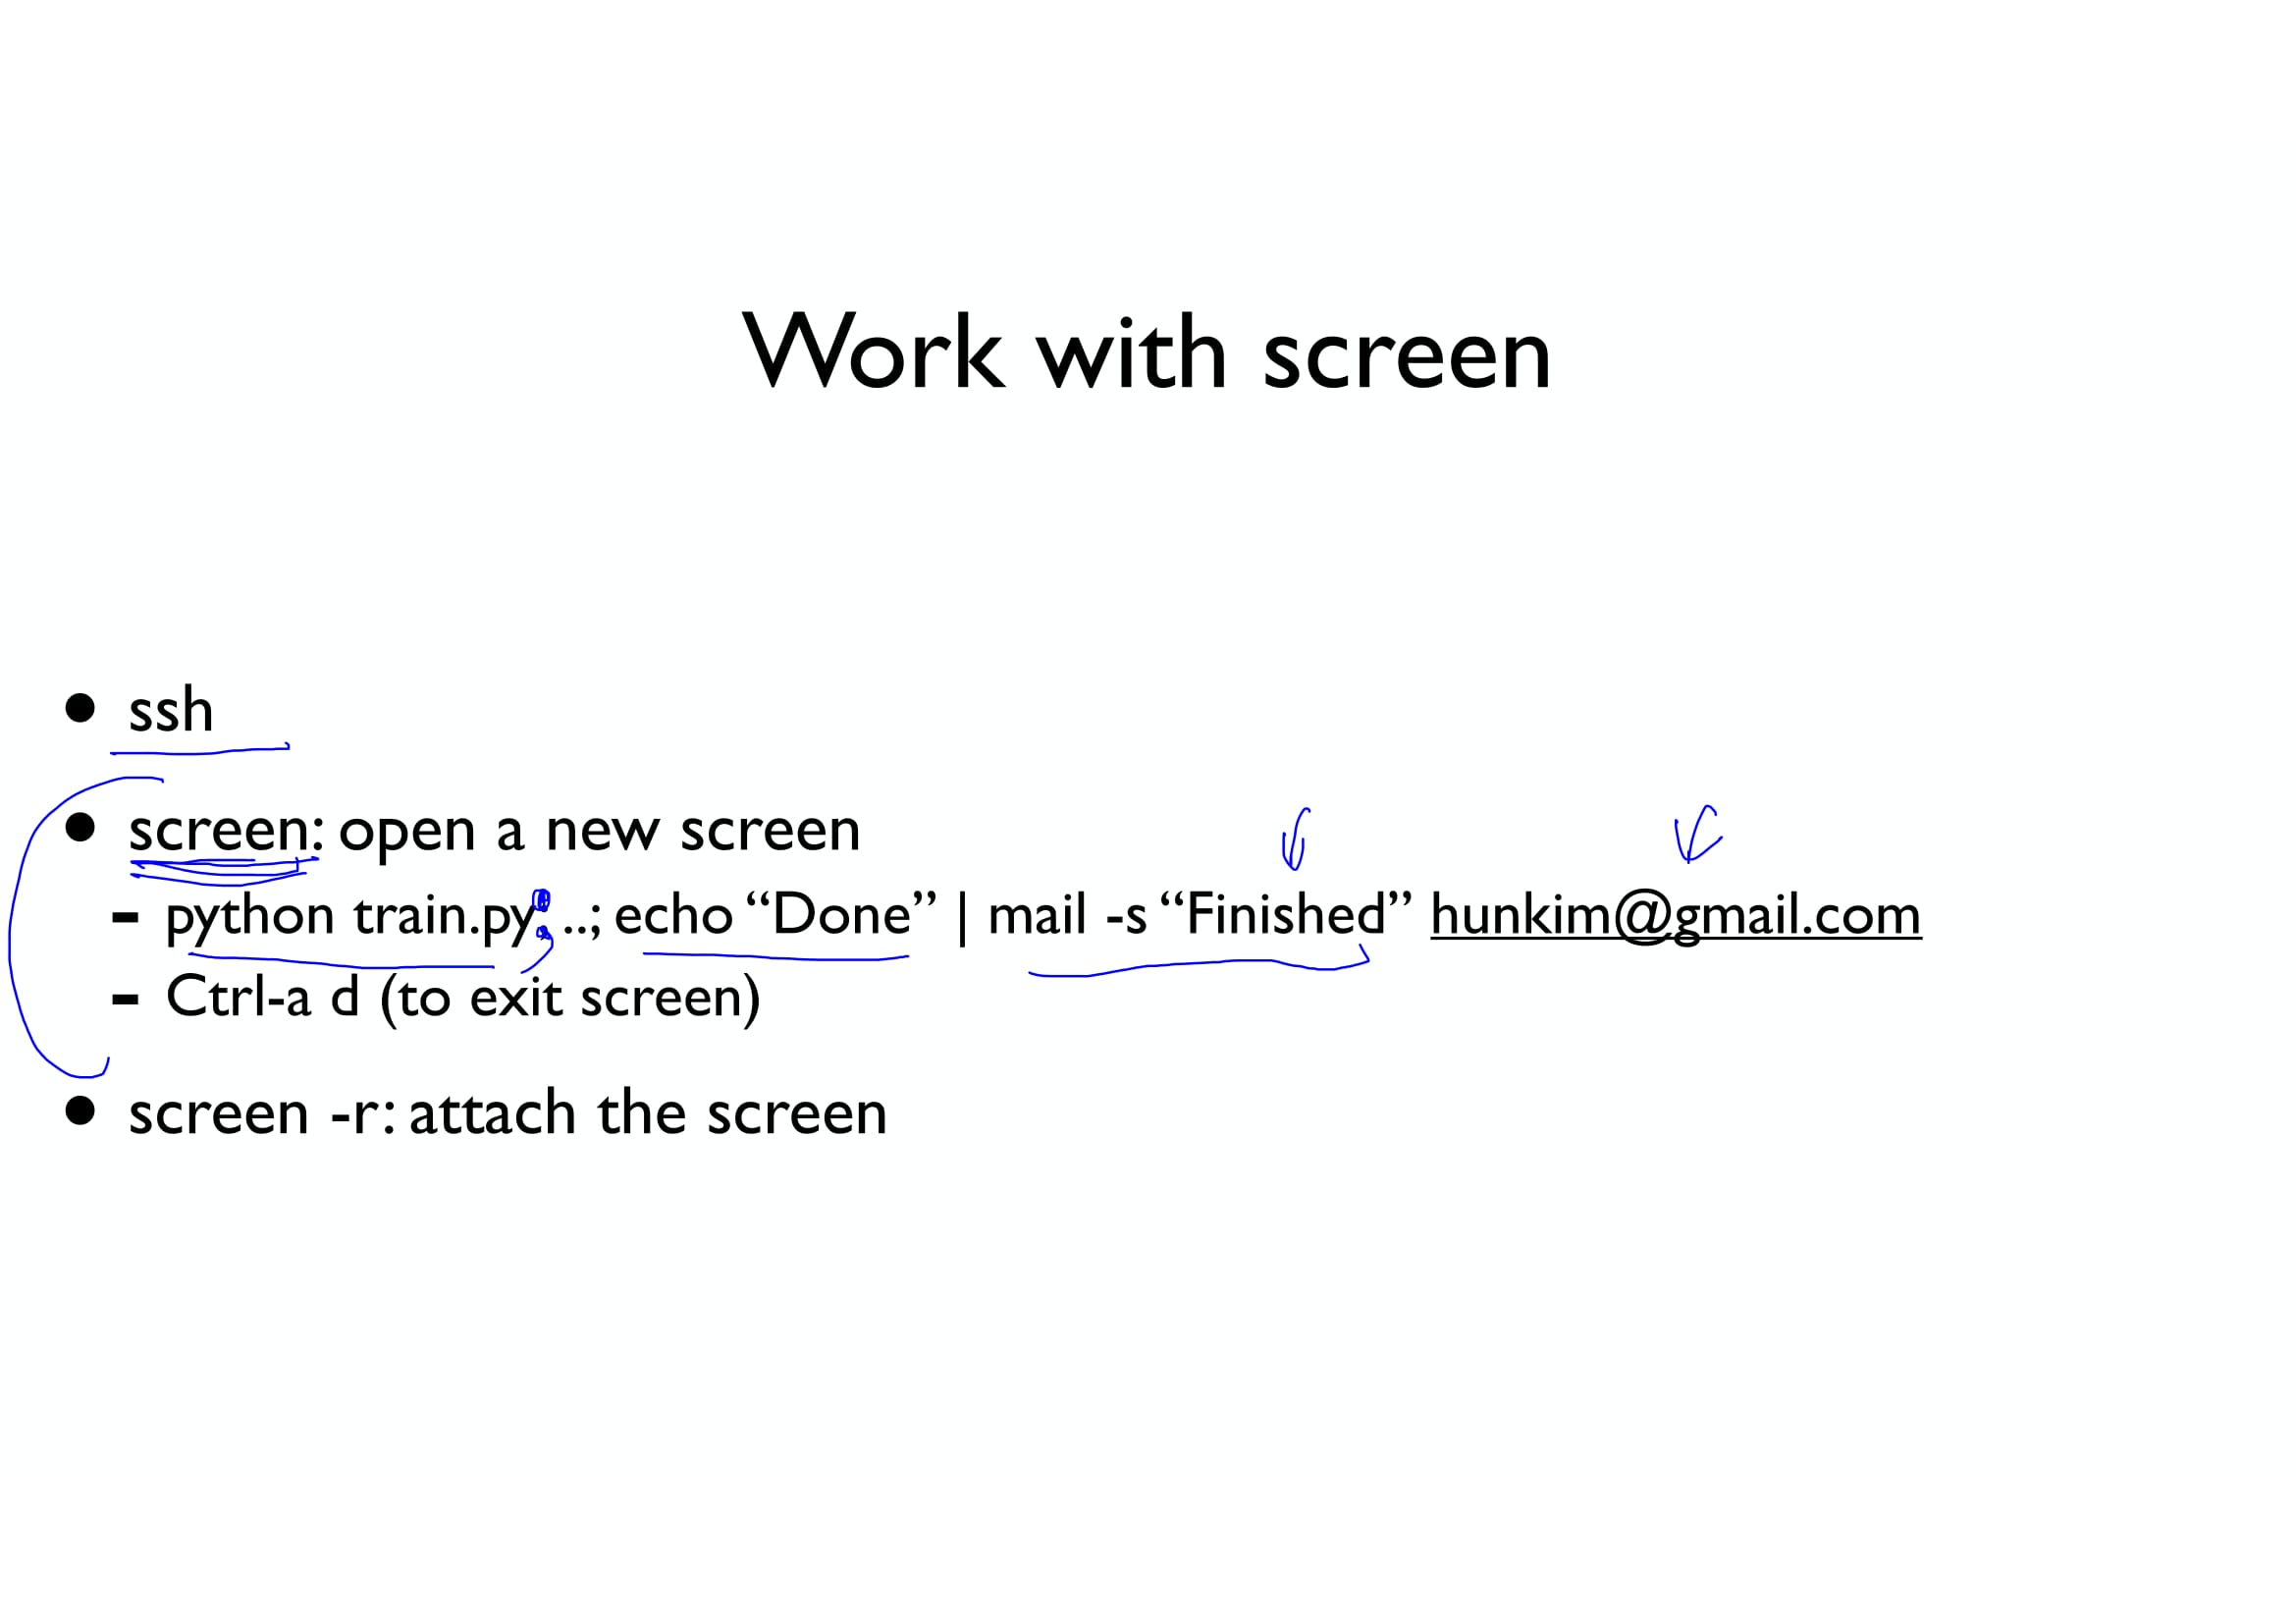 Work with screen
• ssh
• screen: open a new screen
- python train.py; ..; echo “Done” | mail -s “Finished” hunkim@gmail.com
- Ctrl-a d (to exit screen)
• screen -r: attach the screen